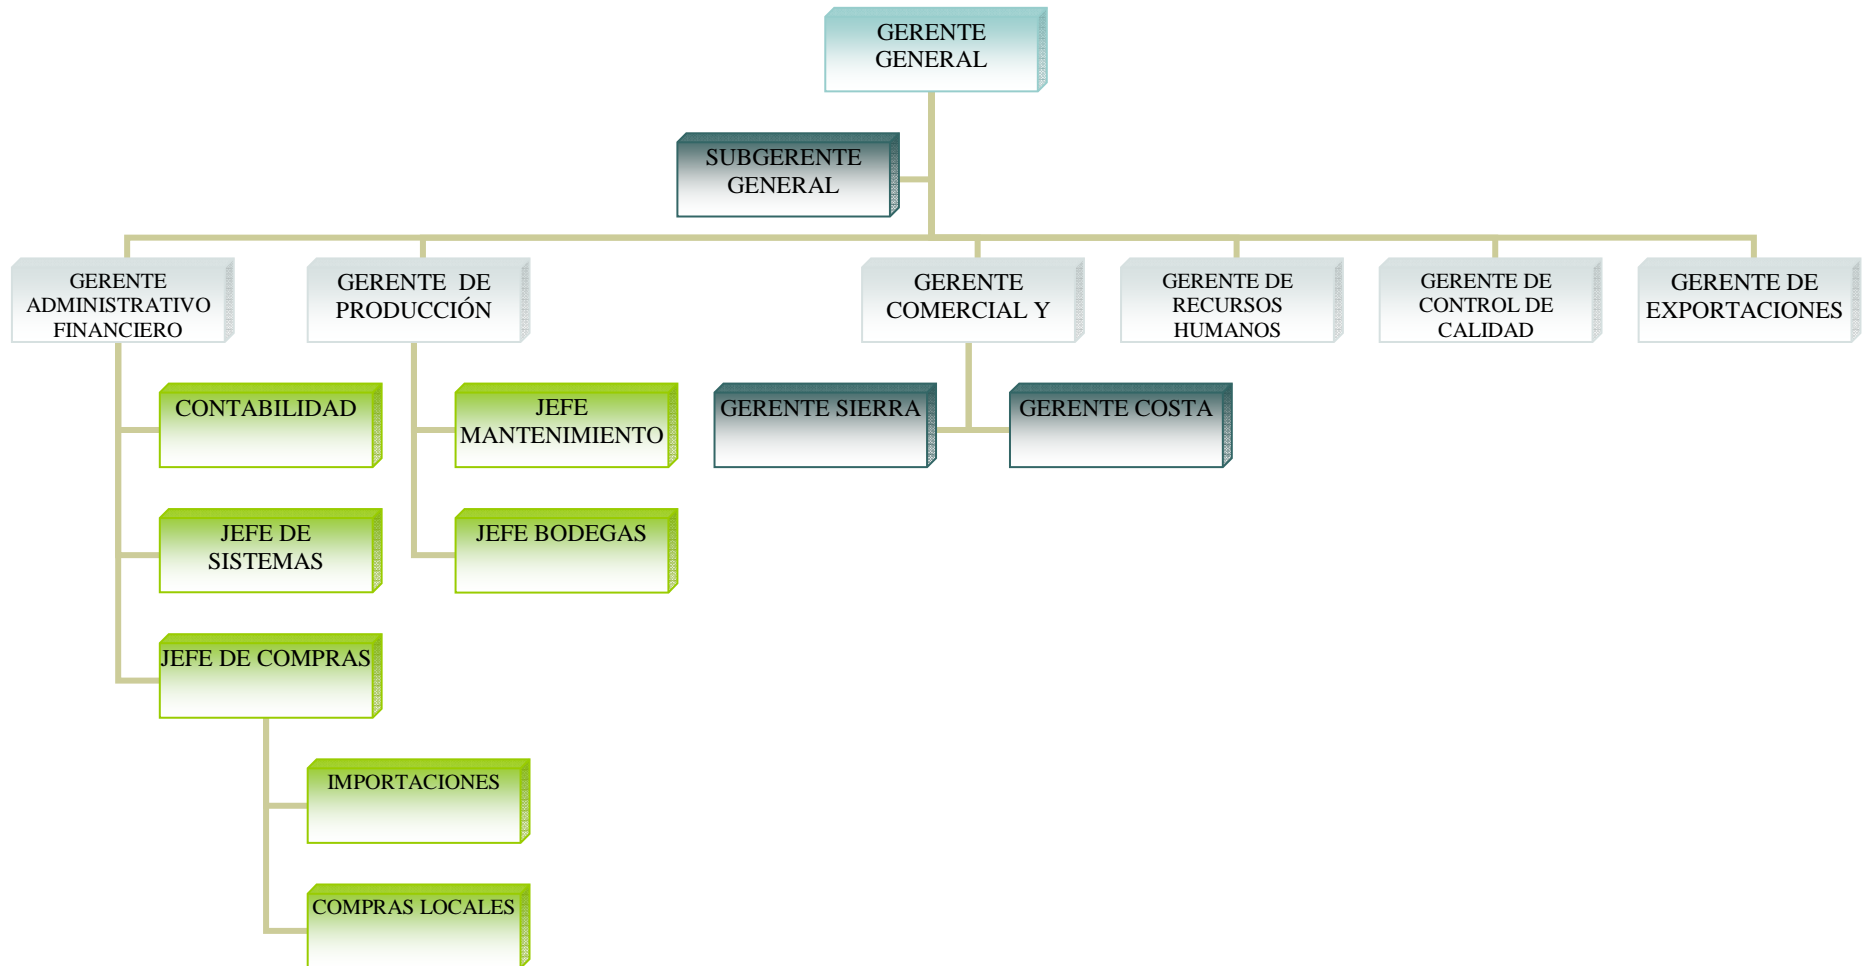 GERENTE
GENERAL
SUBGERENTE
GENERAL
GERENTE
ADMINISTRATIVO
FINANCIERO
GERENTE DE
PRODUCCIÓN
GERENTE
COMERCIAL Y
GERENTE DE
RECURSOS
HUMANOS
GERENTE DE
CONTROL DE
CALIDAD
GERENTE DE
EXPORTACIONES
CONTABILIDAD
JEFE
MANTENIMIENTO
GERENTE SIERRA
GERENTE COSTA
JEFE DE
SISTEMAS
JEFE BODEGAS
JEFE DE COMPRAS
IMPORTACIONES
COMPRAS LOCALES